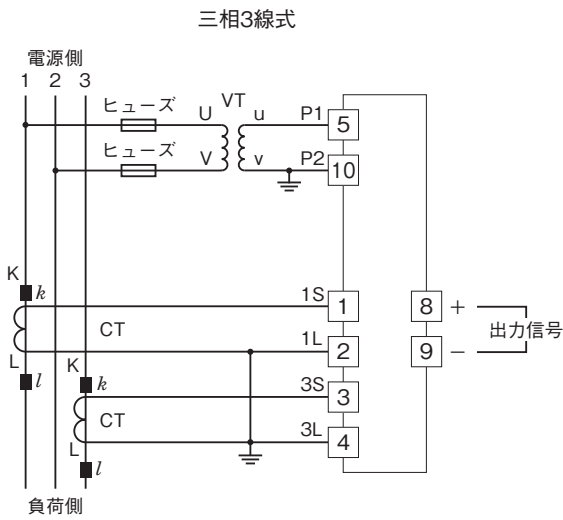 三相3線式
電源側
1 2 3
ヒューズ U VT u P1 5
ヒューズ V v P2 10
K k 1S 1 8 +
CT 出力信号
L l 1L 2 9 −
K k 3S 3
CT
L l 3L 4
負荷側